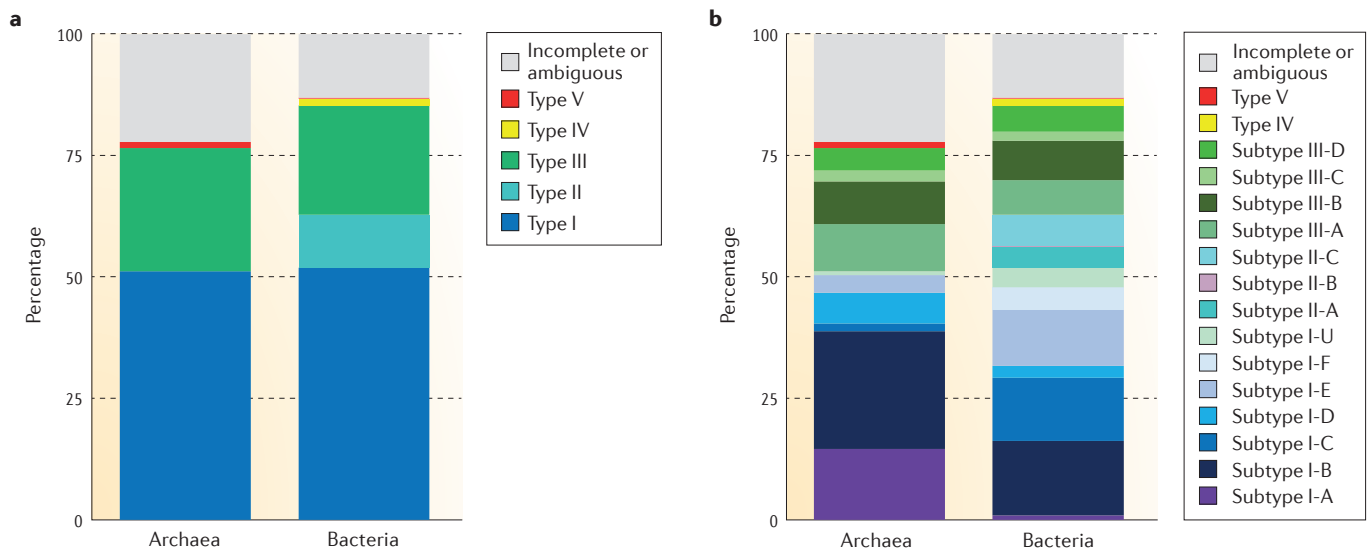 a
Percentage
100
75
50
25
0
Archaea
Bacteria
Incomplete or
ambiguous
Type V
Type IV
Type III
Type II
Type I
b
Percentage
100
75
50
25
0
Archaea
Bacteria
Incomplete or
ambiguous
Type V
Type IV
Subtype III-D
Subtype III-C
Subtype III-B
Subtype III-A
Subtype II-C
Subtype II-B
Subtype II-A
Subtype I-U
Subtype I-F
Subtype I-E
Subtype I-D
Subtype I-C
Subtype I-B
Subtype I-A